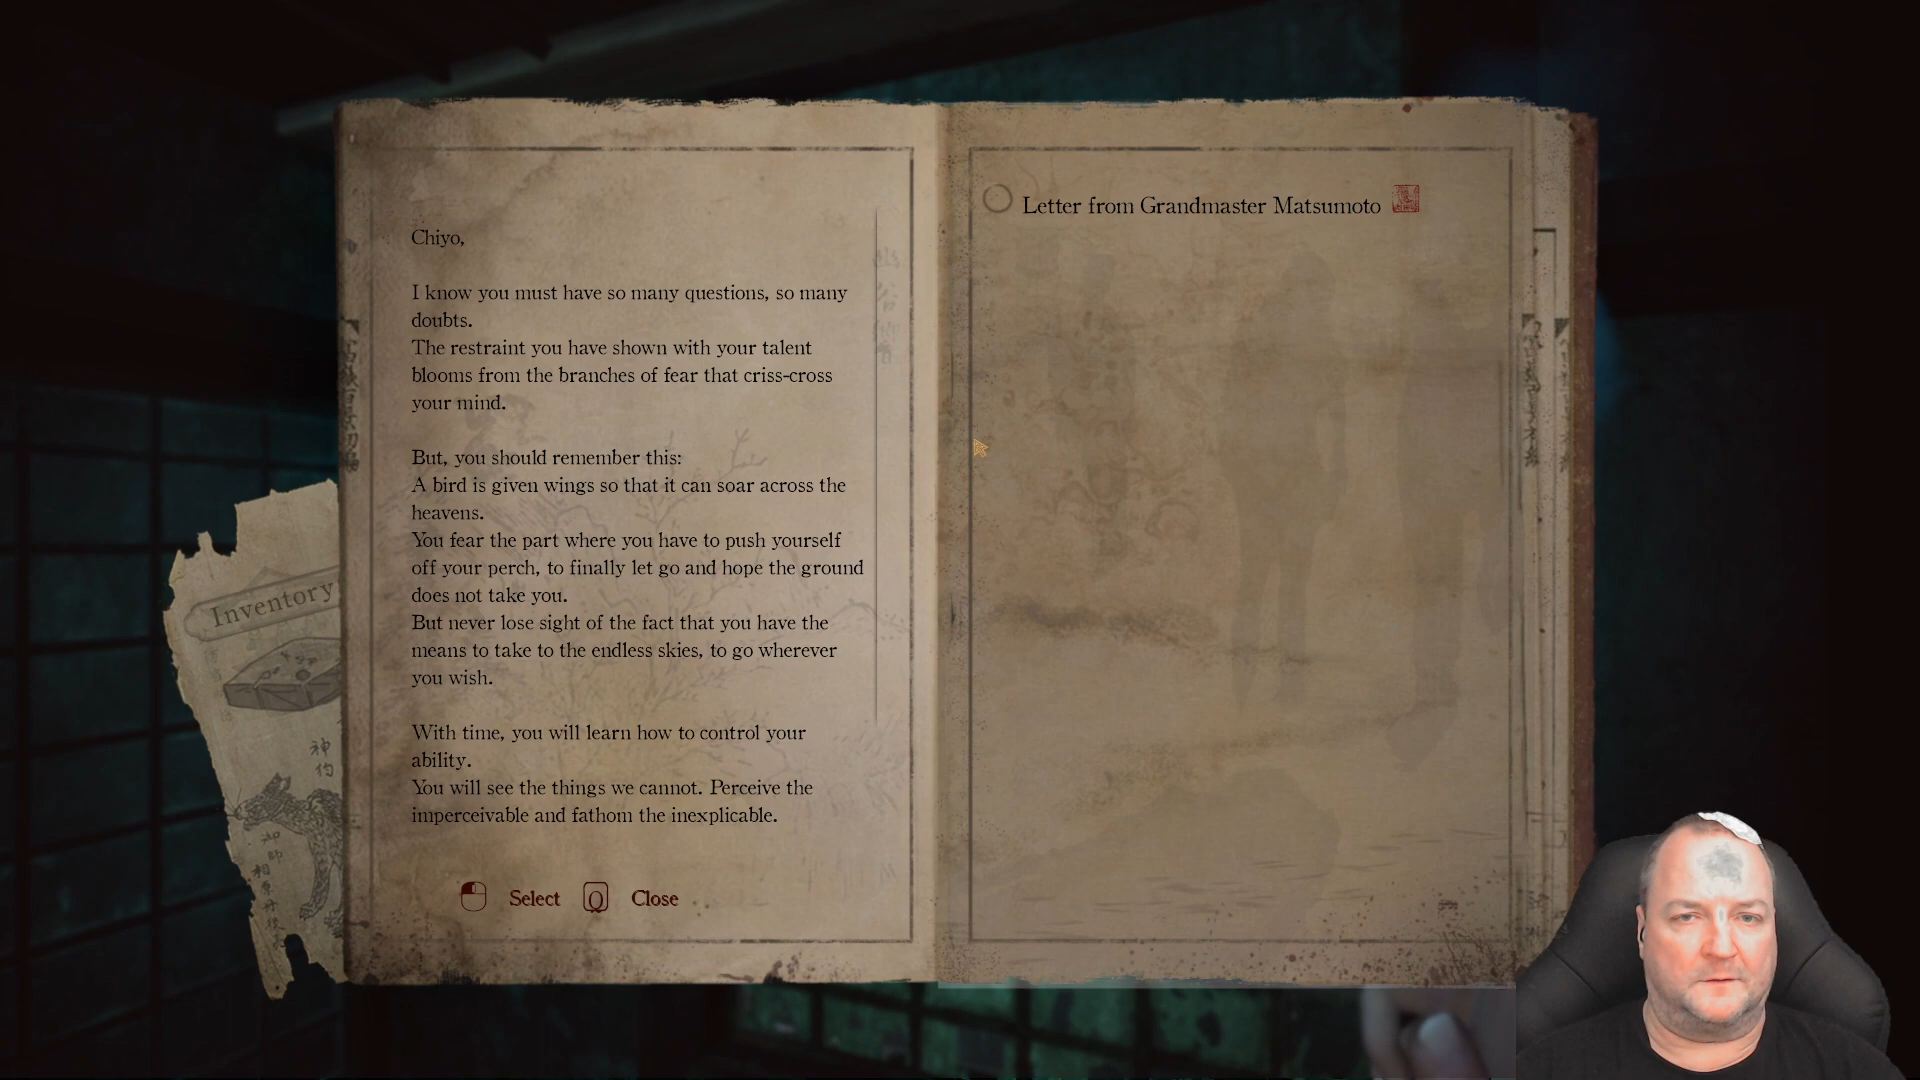 Chiyo,
I know you must have so many questions, so many
doubts.
The restraint you have shown with your talent
blooms from the branches of fear that criss-cross
your mind.
But, you should remember this:
A bird is given wings so that it can soar across the
heavens.
You fear the part where you have to push yourself
off your perch, to finally let go and hope the ground
does not take you.
But never lose sight of the fact that you have the
means to take to the endless skies, to go wherever
you wish.
With time, you will learn how to control your
ability.
You will see the things we cannot. Perceive the
imperceivable and fathom the inexplicable.
Select Q Close
Letter from Grandmaster Matsumoto
Inventory